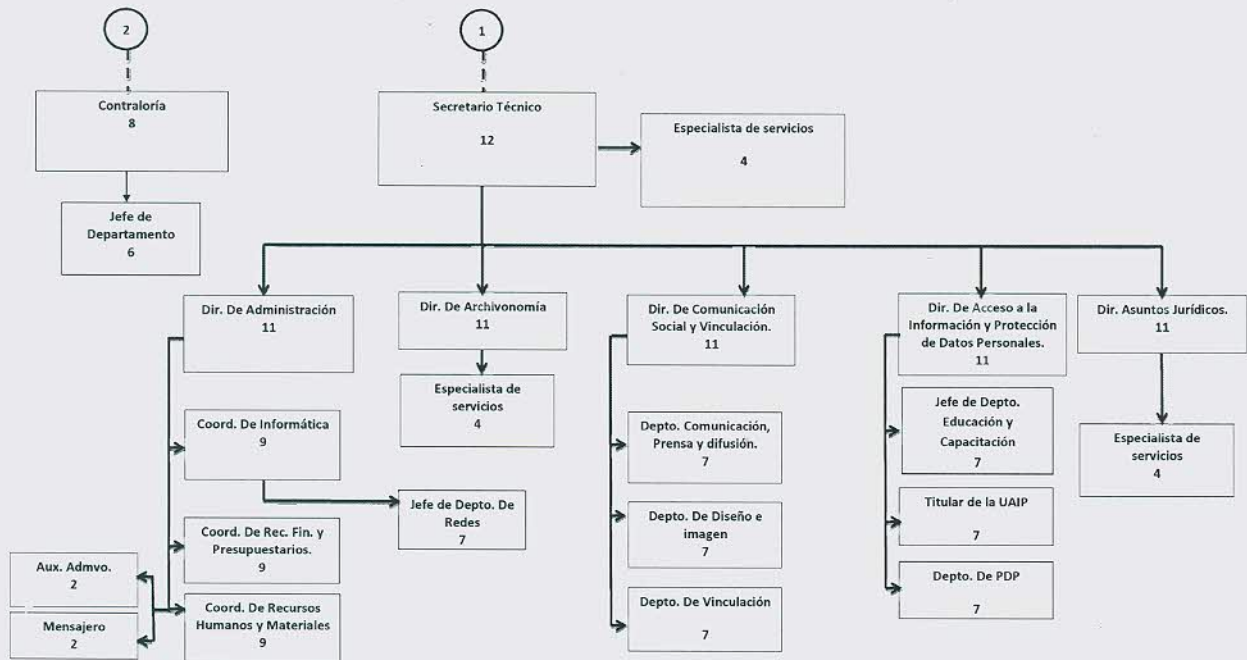 2
1
Contraloría
8
Secretario Técnico
12
Especialista de servicios
4
Jefe de
Departamento
6
Dir. De Administración
11
Dir. De Archivonomía
11
Dir. De Comunicación
Social y Vinculación.
11
Dir. De Acceso a la
Información y Protección
de Datos Personales.
11
Dir. Asuntos Jurídicos.
11
Coord. De Informática
9
Especialista de
servicios
4
Depto. Comunicación,
Prensa y difusión.
7
Jefe de Depto.
Educación y
Capacitación
7
Especialista de
servicios
4
Jefe de Depto. De
Redes
7
Depto. De Diseño e
imagen
7
Titular de la UAIP
7
Coord. De Rec. Fin. y
Presupuestarios.
9
Aux. Admvo.
2
Mensajero
2
Coord. De Recursos
Humanos y Materiales
9
Depto. De Vinculación
7
Depto. De PDP
7